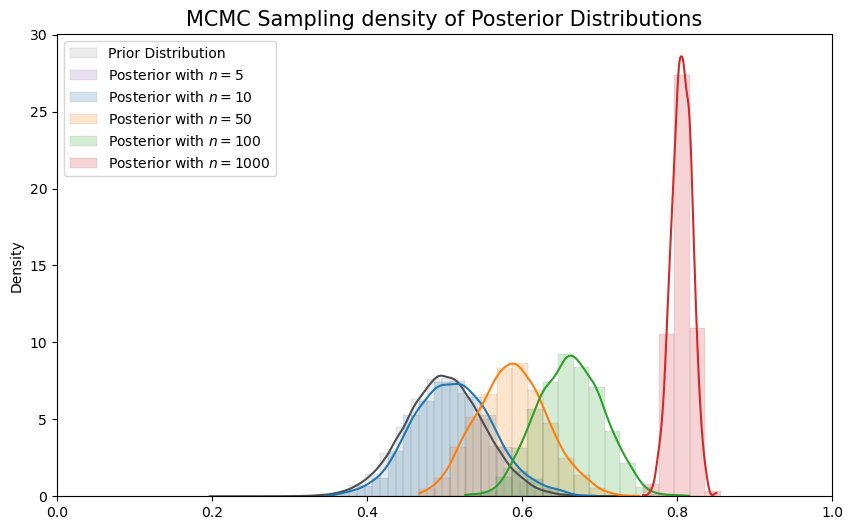 MCMC Sampling density of Posterior Distributions
30
25
20
15
10
5
0
Density
Prior Distribution
Posterior with n = 5
Posterior with n = 10
Posterior with n = 50
Posterior with n = 100
Posterior with n = 1000
0.0 0.2 0.4 0.6 0.8 1.0